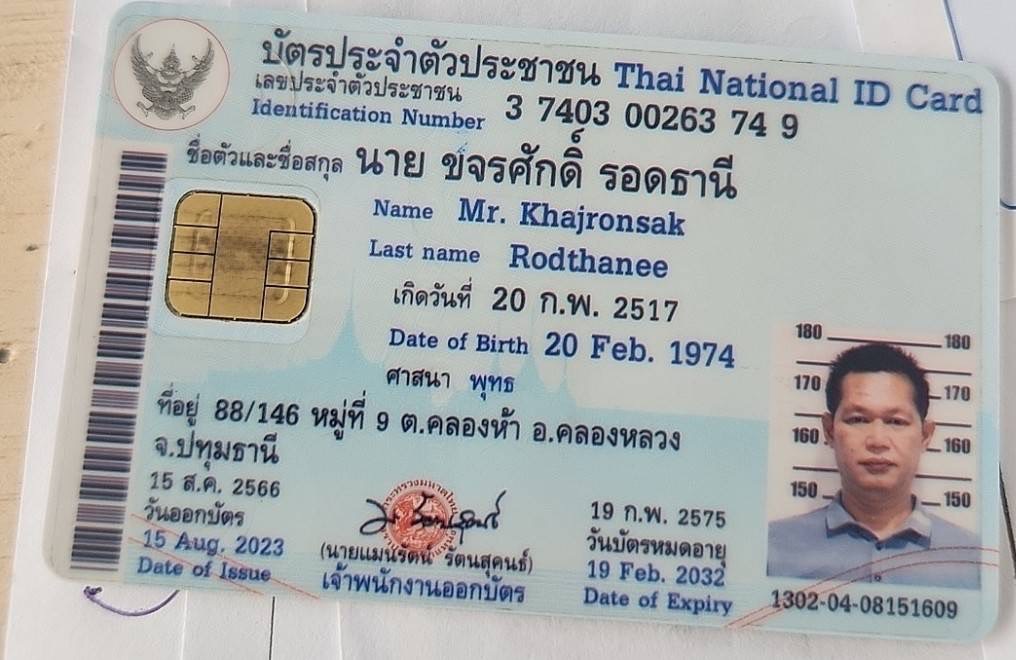 บัตรประจำตัวประชาชน Thai National ID Card
เลขประจำตัวประชาชน
Identification Number 3 7403 00263 74 9
ชื่อตัวและชื่อสกุล นาย ขจรศักดิ์ รอดธานี
Name Mr. Khajronsak
Last name Rodthanee
เกิดวันที่ 20 ก.พ. 2517
Date of Birth 20 Feb. 1974
ศาสนา พุทธ
ที่อยู่ 88/146 หมู่ที่ 9 ต.คลองห้า อ.คลองหลวง
จ.ปทุมธานี
15 ส.ค. 2566
วันออกบัตร
15 Aug. 2023
Date of Issue
(นายแมนรัตน์ รัตนสุคนธ์)
เจ้าพนักงานออกบัตร
19 ก.พ. 2575
วันบัตรหมดอายุ
19 Feb. 2032
Date of Expiry
180 180
170 170
160 160
150 150
1302-04-08151609